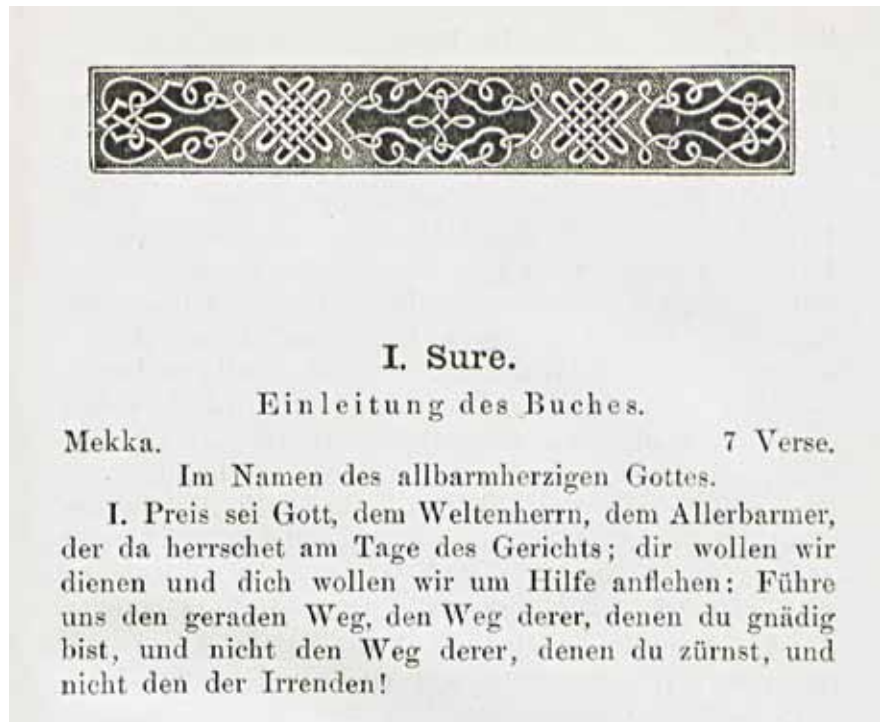 I. Sure.
Einleitung des Buches.
Mekka. 7 Verse.
Im Namen des allbarmherzigen Gottes.
I. Preis sei Gott, dem Weltenherrn, dem Allerbarmer,
der da herrschet am Tage des Gerichts; dir wollen wir
dienen und dich wollen wir um Hilfe anflehen: Führe
uns den geraden Weg, den Weg derer, denen du gnädig
bist, und nicht den Weg derer, denen du zürnst, und
nicht den der Irrenden!